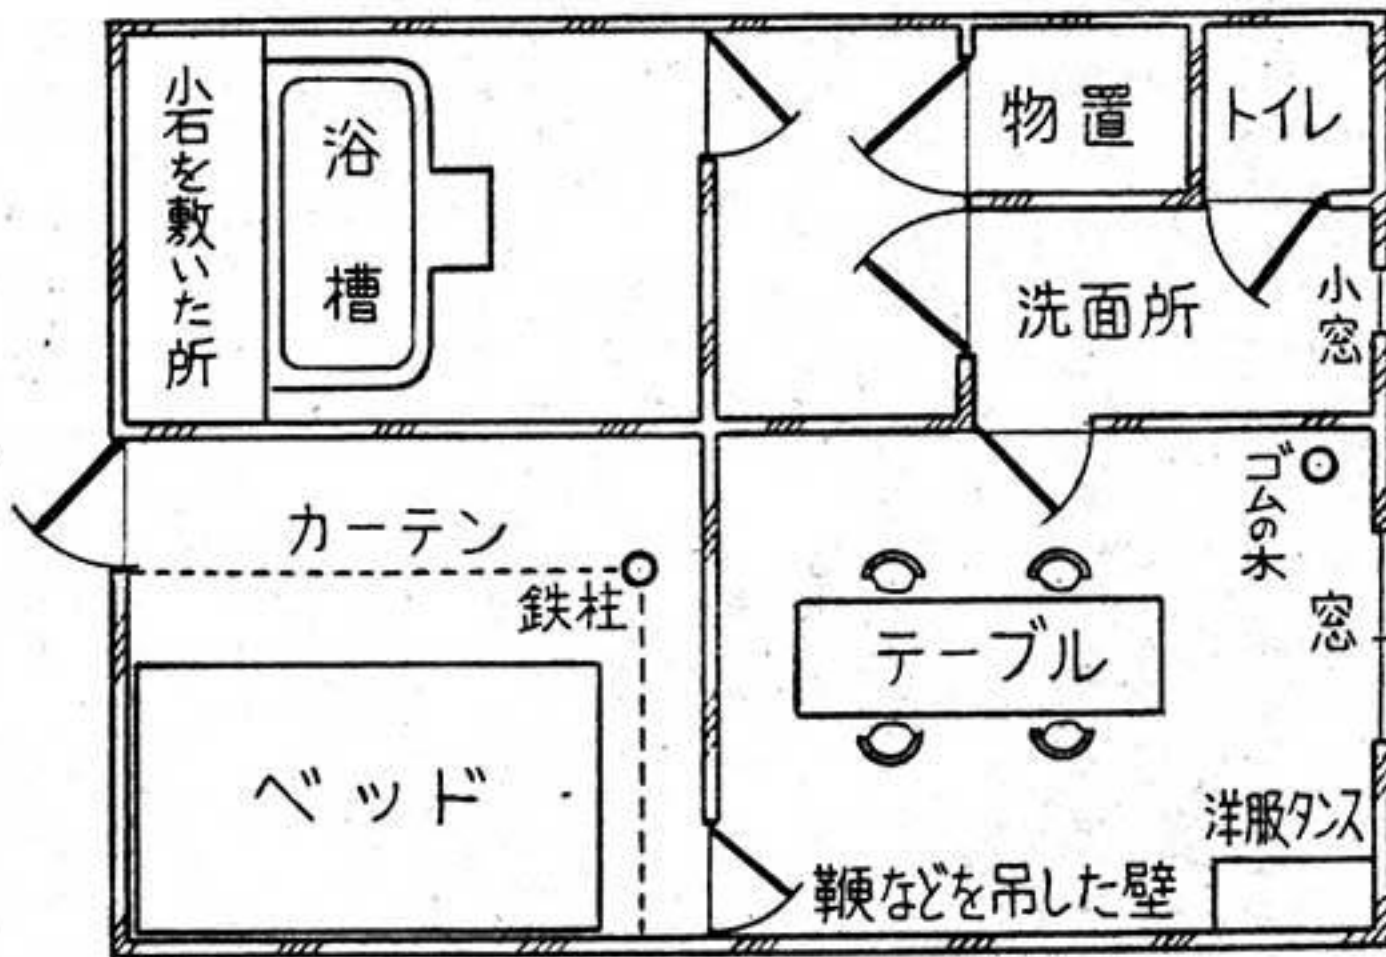 小石を敷いた所
浴槽
物置
トイレ
洗面所
小窓
カーテン
鉄柱
ゴムの木
窓
テーブル
ベッド
洋服タンス
鞭などを吊した壁